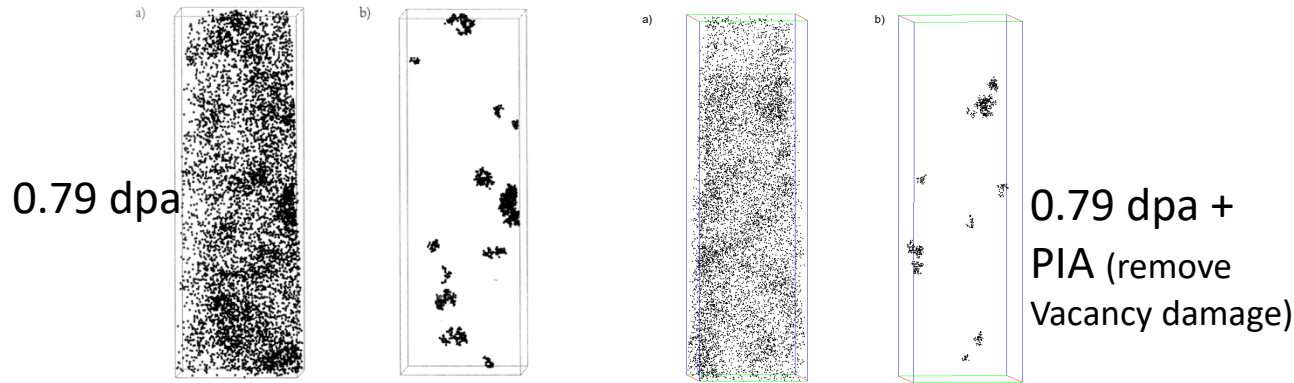 a)
b)
a)
b)
0.79 dpa
0.79 dpa +
PIA (remove
Vacancy damage)